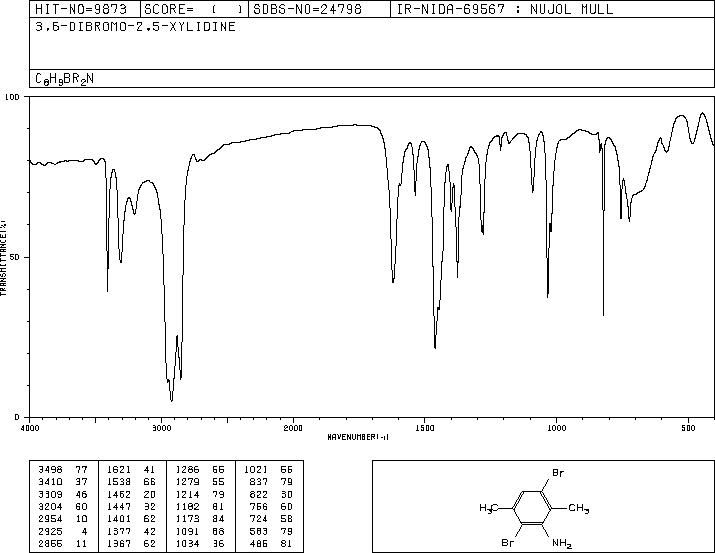 HIT-NO=9873 SCORE= ( ) SDBS-NO=24798 IR-NIDA-69567 : NUJOL MULL
3,6-DIBROMO-2,5-XYLIDINE
C8H9BR2N
100
TRANSMITTANCE(%)
50
0
4000 3000 2000 1500 1000 500
WAVENUMBER(-1)
3498 77 1621 41 1286 56 1021 56
3410 37 1538 66 1279 55 837 79
3309 46 1462 20 1214 79 822 30
3204 60 1447 32 1182 81 756 60
2954 10 1401 62 1173 84 724 58
2925 4 1377 42 1091 68 583 79
2855 11 1367 62 1034 36 486 81
Br
H3C CH3
Br NH2